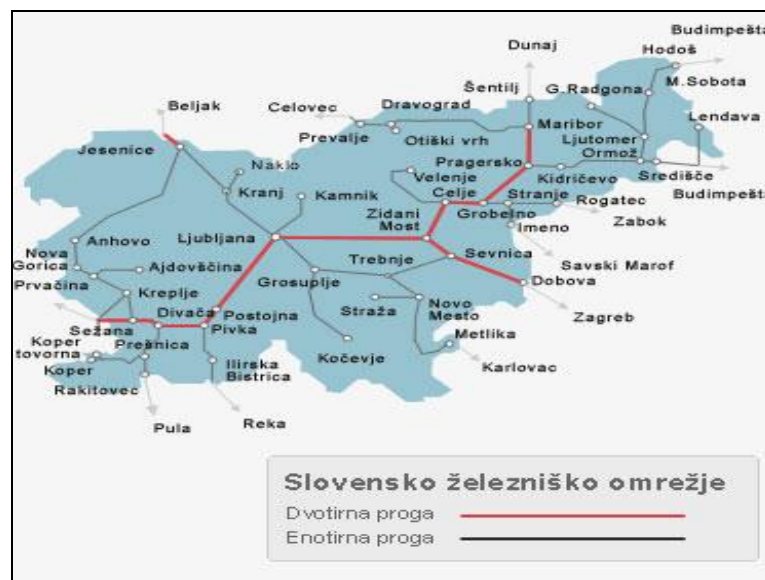 Budimpešta
Dunaj
Hodoš
Šentilj
G.Radgona
M.Sobota
Beljak
Celovec
Dravograd
Lendava
Prevalje
Otiški vrh
Maribor
Ljutomer
Jesenice
Naklo
Pragersko
Ormož
Velenje
Središče
Kranj
Kamnik
Celje
Kidričevo
Stranje
Budimpešta
Zidani
Most
Grobelno
Rogatec
Imeno
Zabok
Anhovo
Ljubljana
Nova
Gorica
Ajdovščina
Trebnje
Sevnica
Savski Marof
Prvačina
Grosuplje
Dobova
Kreplje
Divača
Postojna
Straža
Novo
Mesto
Zagreb
Sežana
Pivka
Koper
tovorna
Prešnica
Kočevje
Metlika
Koper
Ilirska
Bistrica
Karlovac
Rakitovec
Pula
Reka
Slovensko železniško omrežje
Dvotirna proga
Enotirna proga